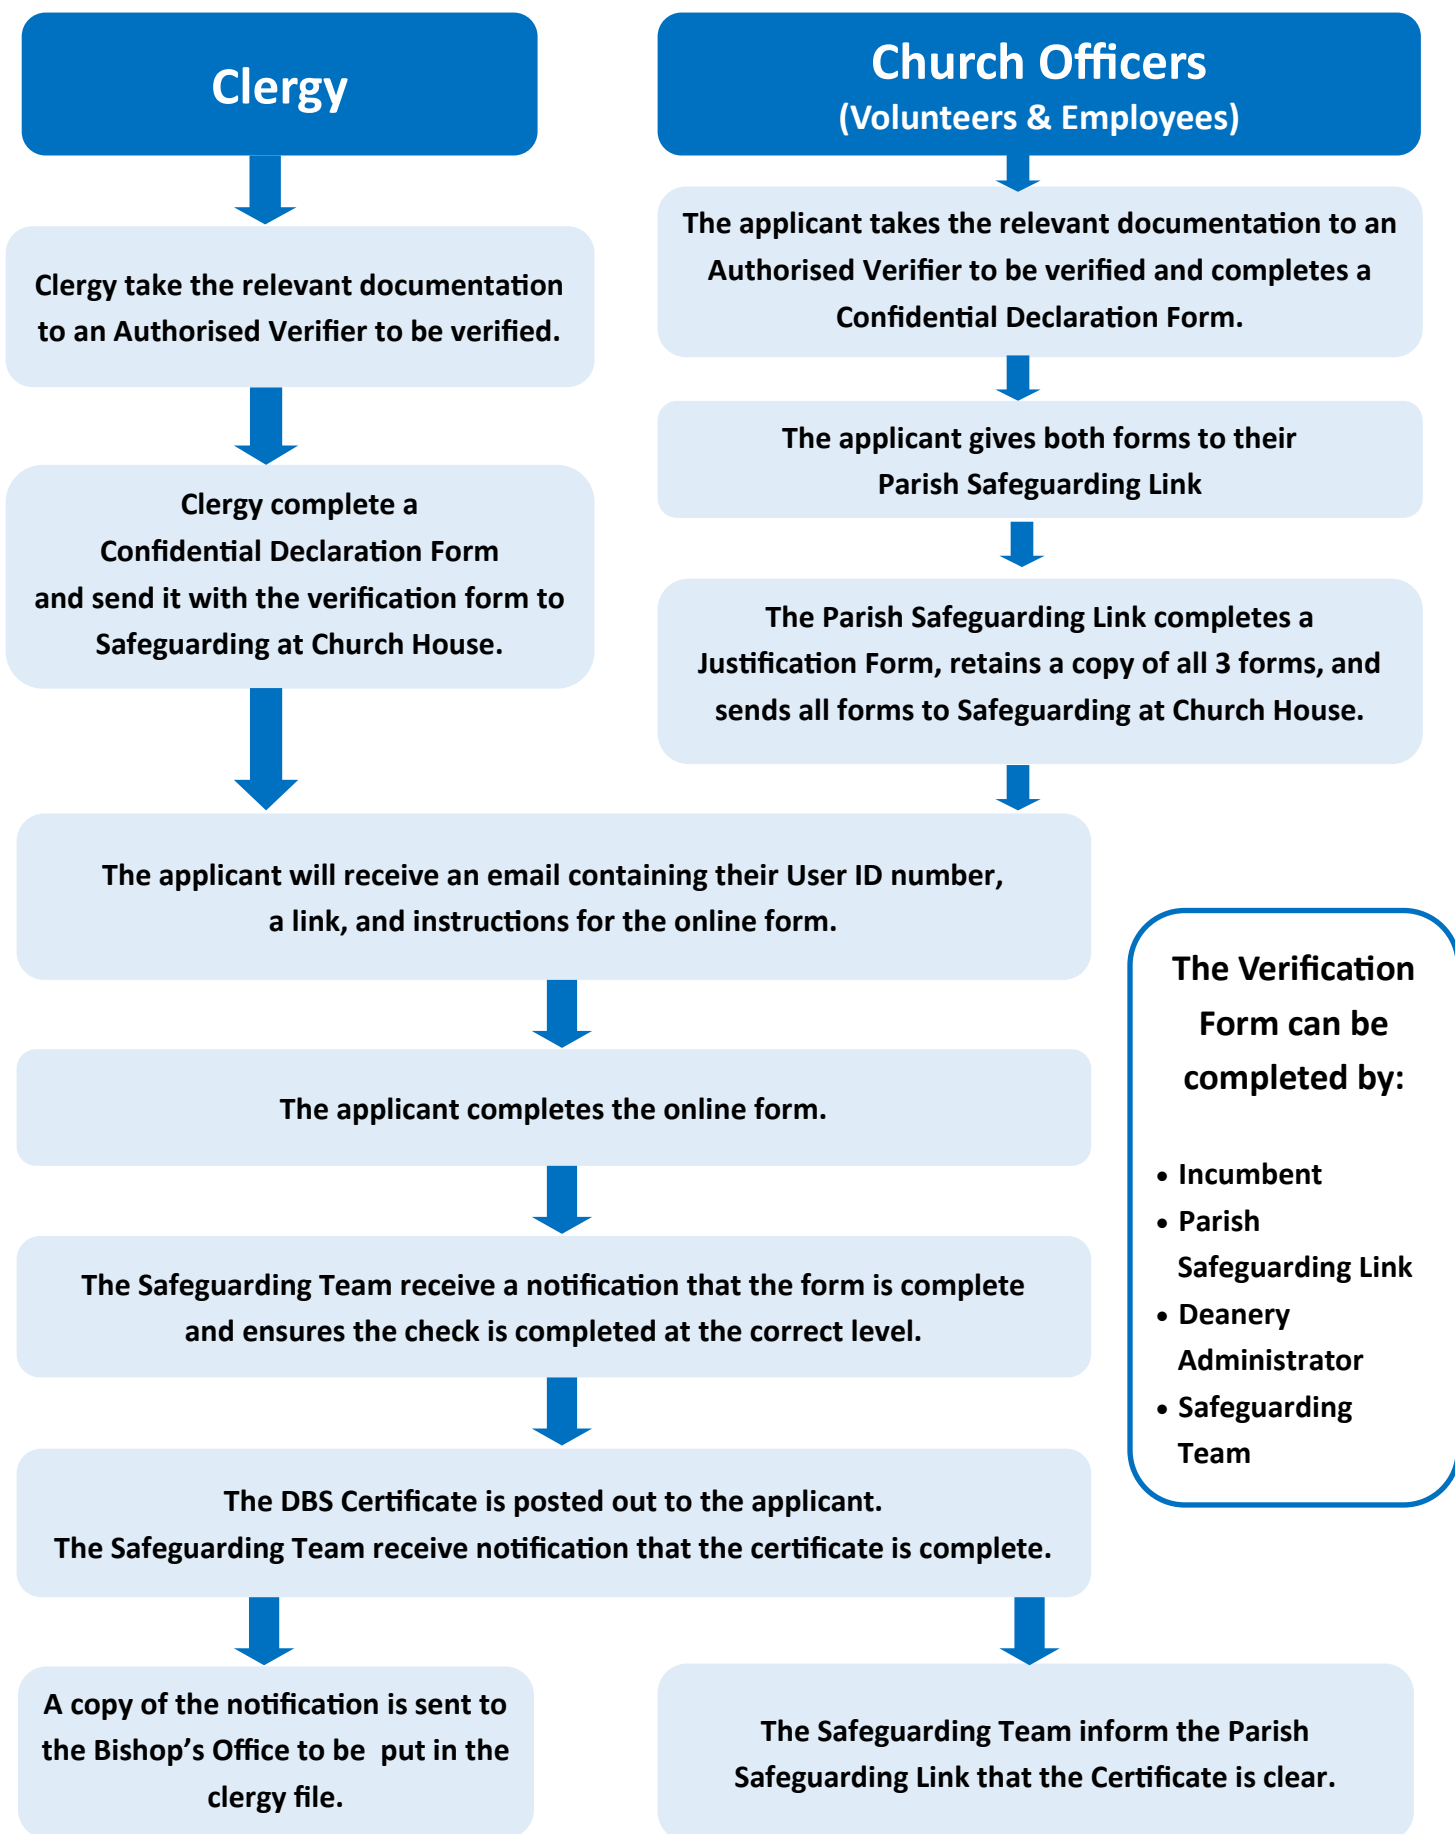 Clergy
Church Officers
(Volunteers & Employees)
Clergy take the relevant documentation
to an Authorised Verifier to be verified.
Clergy complete a
Confidential Declaration Form
and send it with the verification form to
Safeguarding at Church House.
The applicant takes the relevant documentation to an
Authorised Verifier to be verified and completes a
Confidential Declaration Form.
The applicant gives both forms to their
Parish Safeguarding Link
The Parish Safeguarding Link completes a
Justification Form, retains a copy of all 3 forms, and
sends all forms to Safeguarding at Church House.
The applicant will receive an email containing their User ID number,
a link, and instructions for the online form.
The applicant completes the online form.
The Safeguarding Team receive a notification that the form is complete
and ensures the check is completed at the correct level.
The DBS Certificate is posted out to the applicant.
The Safeguarding Team receive notification that the certificate is complete.
A copy of the notification is sent to
the Bishop’s Office to be  put in the
clergy file.
The Safeguarding Team inform the Parish
Safeguarding Link that the Certificate is clear.
The Verification
Form can be
completed by:
• Incumbent
• Parish
Safeguarding Link
• Deanery
Administrator
• Safeguarding
Team